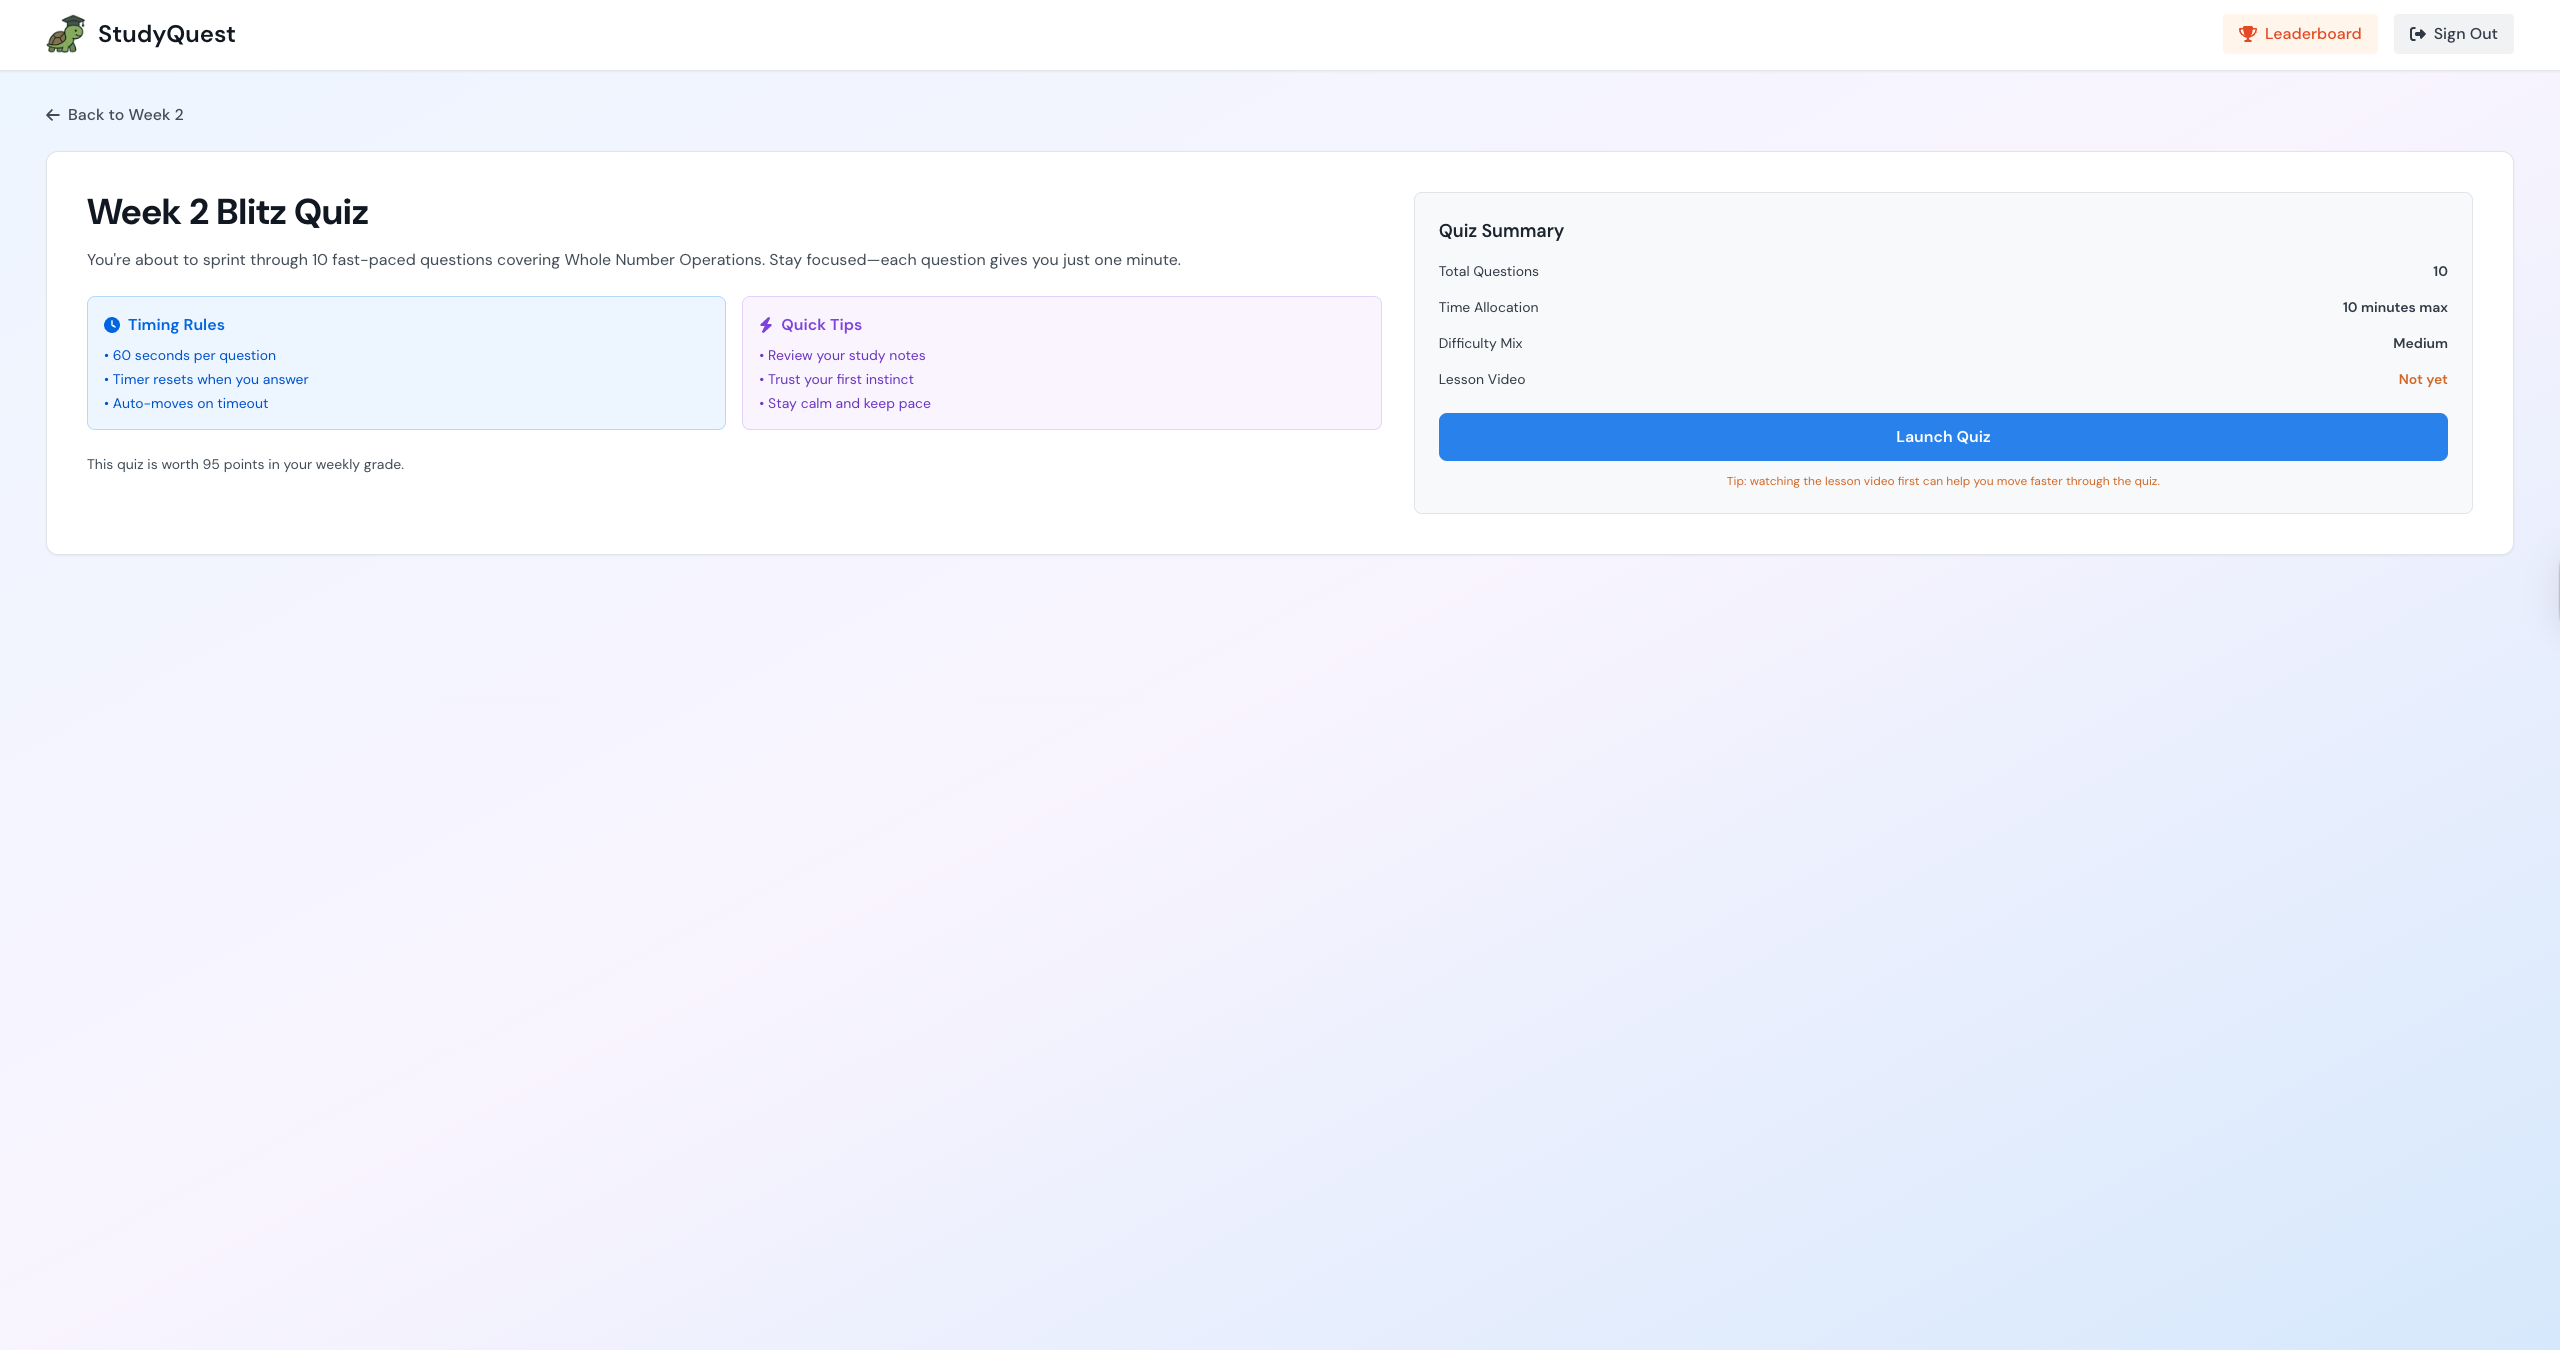 StudyQuest
Leaderboard
Sign Out
Back to Week 2
Week 2 Blitz Quiz
You're about to sprint through 10 fast-paced questions covering Whole Number Operations. Stay focused—each question gives you just one minute.
Timing Rules
• 60 seconds per question
• Timer resets when you answer
• Auto-moves on timeout
Quick Tips
• Review your study notes
• Trust your first instinct
• Stay calm and keep pace
This quiz is worth 95 points in your weekly grade.
Quiz Summary
Total Questions 10
Time Allocation 10 minutes max
Difficulty Mix Medium
Lesson Video Not yet
Launch Quiz
Tip: watching the lesson video first can help you move faster through the quiz.